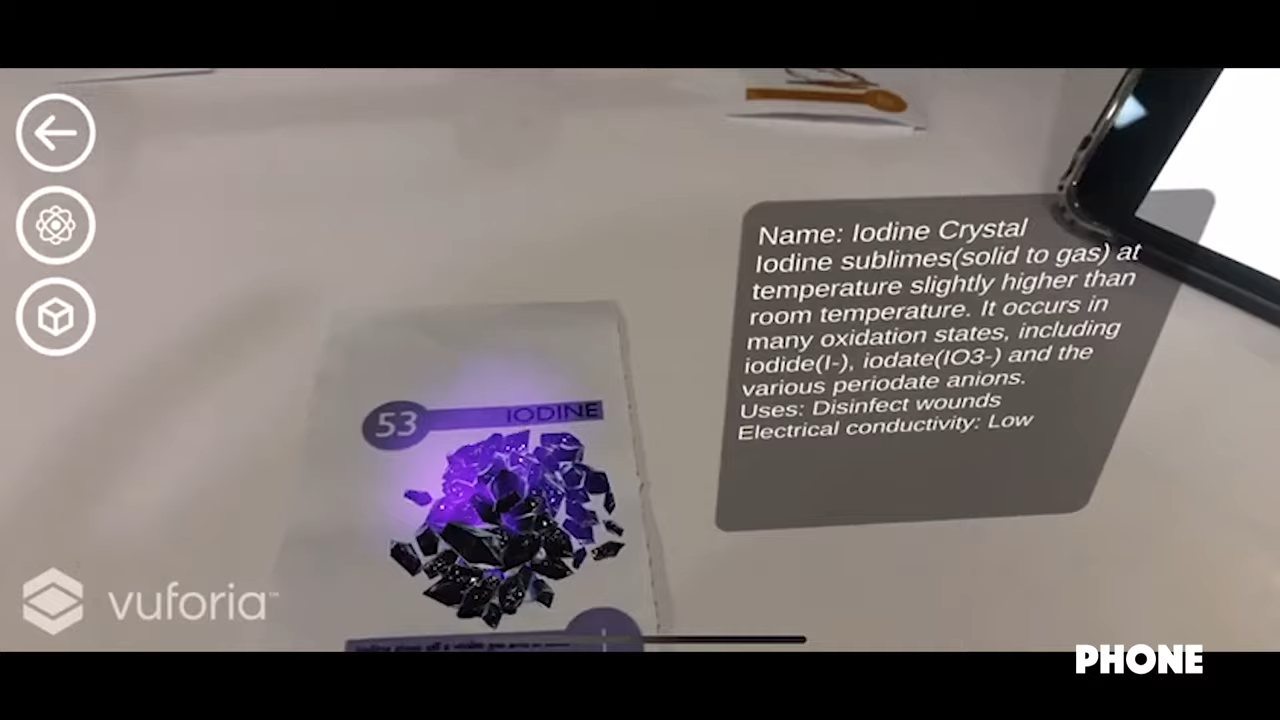 Name: Iodine Crystal
Iodine sublimes(solid to gas) at
temperature slightly higher than
room temperature. It occurs in
many oxidation states, including
iodide(I-), iodate(IO3-) and the
various periodate anions.
Uses: Disinfect wounds
Electrical conductivity: Low
53
IODINE
vuforia™
PHONE